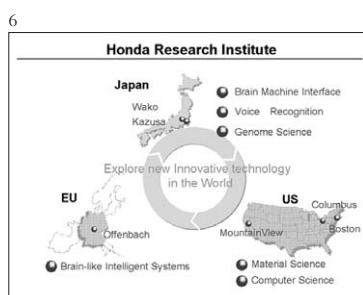 6
Honda Research Institute
Japan
Wako
Kazusa
Brain Machine Interface
Voice Recognition
Genome Science
Explore new Innovative technology
in the World
EU
Offenbach
Brain-like Intelligent Systems
US
Columbus
Boston
MountainView
Material Science
Computer Science